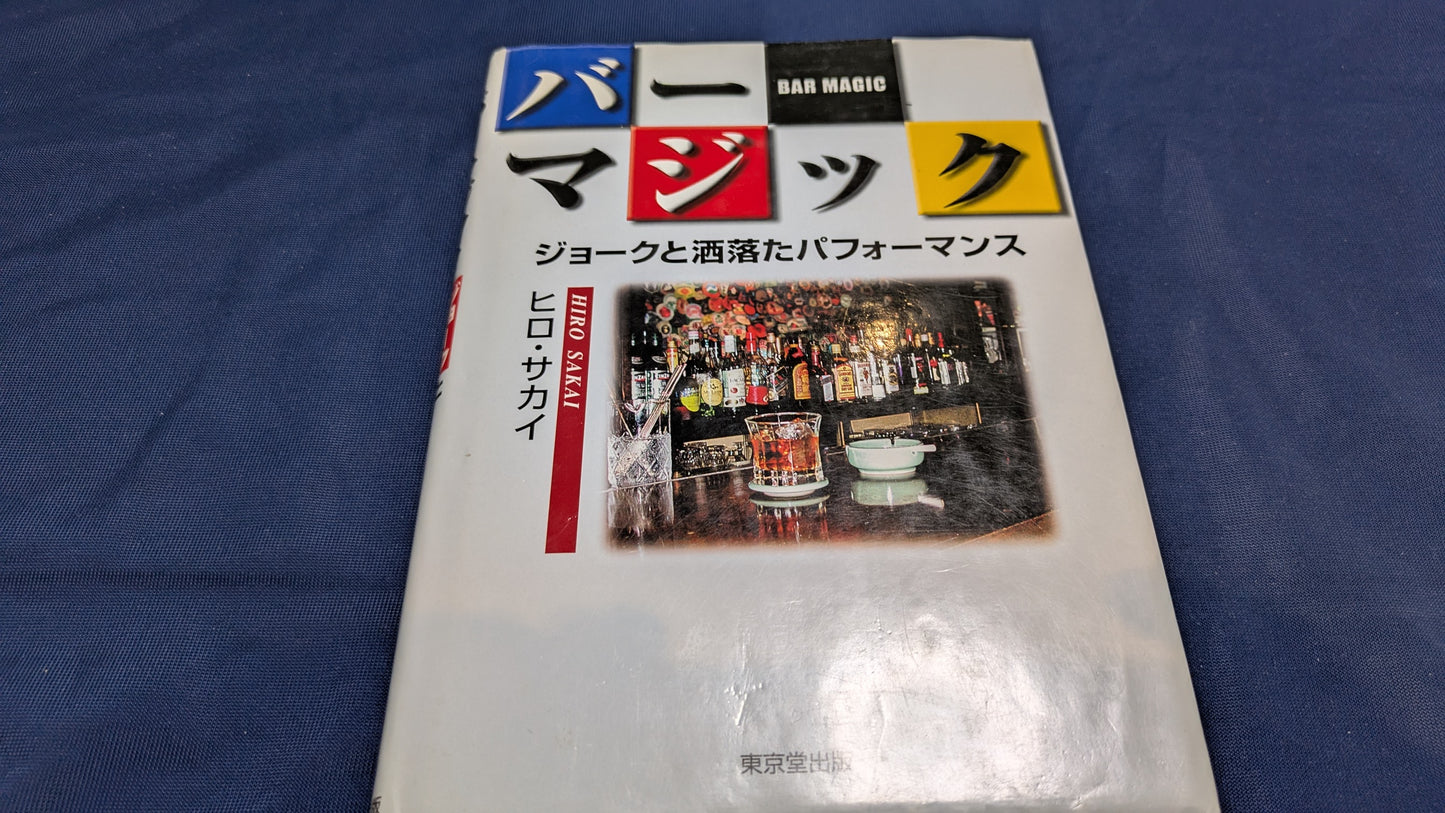 バー
BAR MAGIC
マジック
ジョークと洒落たパフォーマンス
HIRO SAKAI
ヒロ・サカイ
東京堂出版